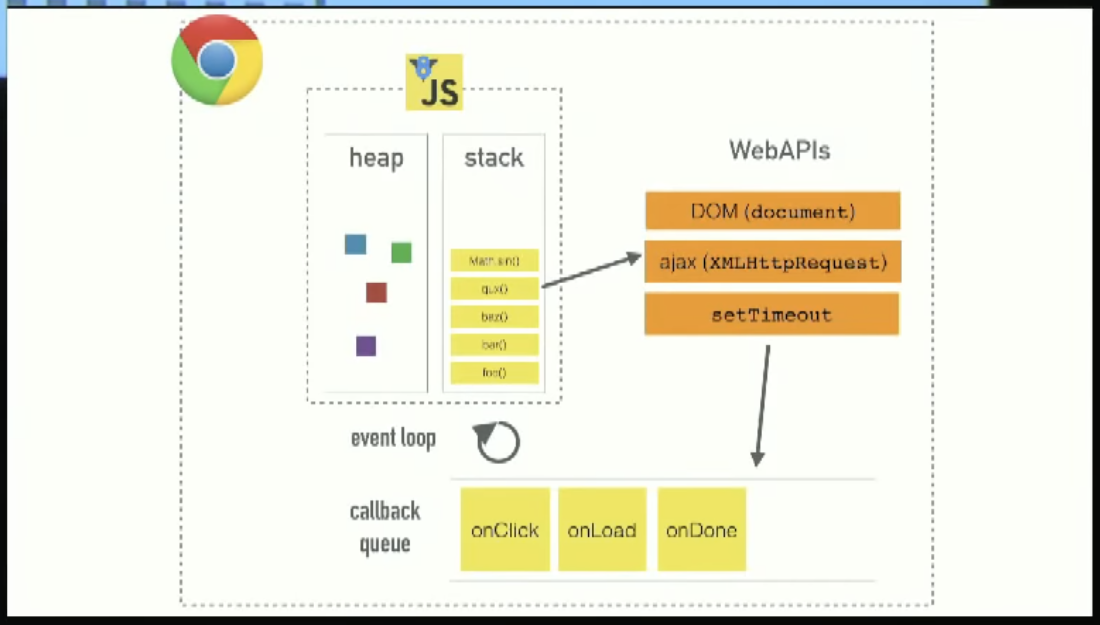 JS
heap
stack
WebAPIs
DOM (document)
Math.sin()
ajax (XMLHttpRequest)
qux()
setTimeout
baz()
bar()
foo()
event loop
callback
queue
onClick
onLoad
onDone